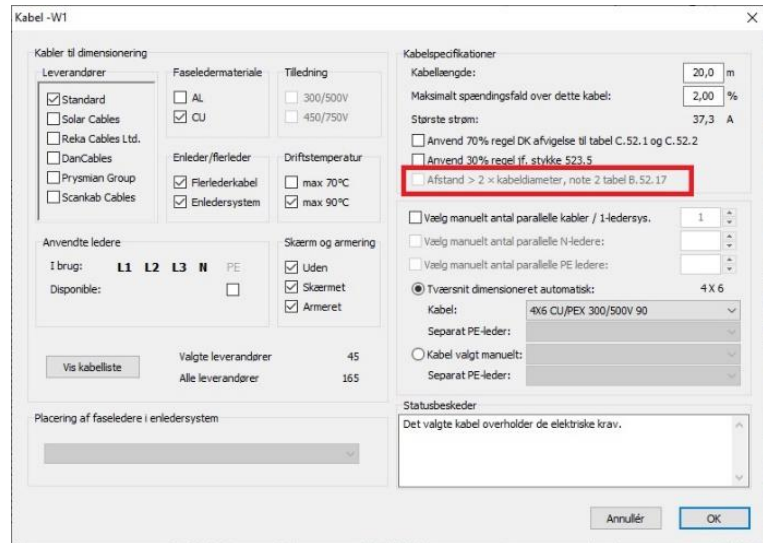 Kabel -W1
Kabler til dimensionering
Leverandører
Standard
Solar Cables
Reka Cables Ltd.
DanCables
Prysmian Group
Scankab Cables
Faseledermateriale
AL
CU
Tilledning
300/500V
450/750V
Enleder/flerleder
Flerlederkabel
Enledersystem
Driftstemperatur
max 70°C
max 90°C
Anvendte ledere
I brug: L1 L2 L3 N PE
Disponible:
Skærm og armering
Uden
Skærmet
Armeret
Vis kabelliste
Valgte leverandører 45
Alle leverandører 165
Placering af faseledere i enledersystem
Kabelspecifikationer
Kabellængde: 20,0 m
Maksimalt spændingsfald over dette kabel: 2,00 %
Største strøm: 37,3 A
Anvend 70% regel DK afvigelse til tabel C.52.1 og C.52.2
Anvend 30% regel jf. stykke 523.5
Afstand > 2 × kabeldiameter, note 2 tabel B.52.17
Vælg manuelt antal parallelle kabler / 1-ledersys. 1
Vælg manuelt antal parallelle N-ledere:
Vælg manuelt antal parallelle PE ledere:
Tværsnit dimensioneret automatisk: 4X6
Kabel: 4X6 CU/PEX 300/500V 90
Separat PE-leder:
Kabel valgt manuelt:
Separat PE-leder:
Statusbeskeder
Det valgte kabel overholder de elektriske krav.
Annullér
OK